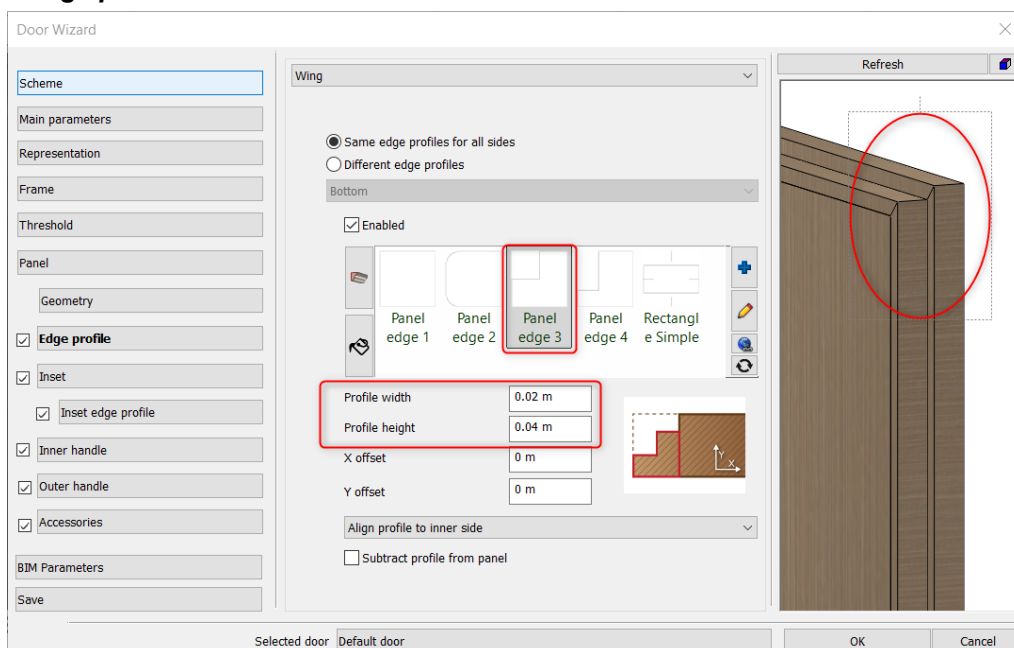 Door Wizard
Refresh
Scheme
Wing
Main parameters
Same edge profiles for all sides
Representation
Different edge profiles
Frame
Bottom
Threshold
Enabled
Panel
Geometry
Panel edge 1
Panel edge 2
Panel edge 3
Panel edge 4
Rectangl e Simple
Edge profile
Inset
Profile width 0.02 m
Inset edge profile
Profile height 0.04 m
Inner handle
X offset 0 m
Outer handle
Y offset 0 m
Y
X
Accessories
Align profile to inner side
Subtract profile from panel
BIM Parameters
Save
Selected door Default door
OK Cancel